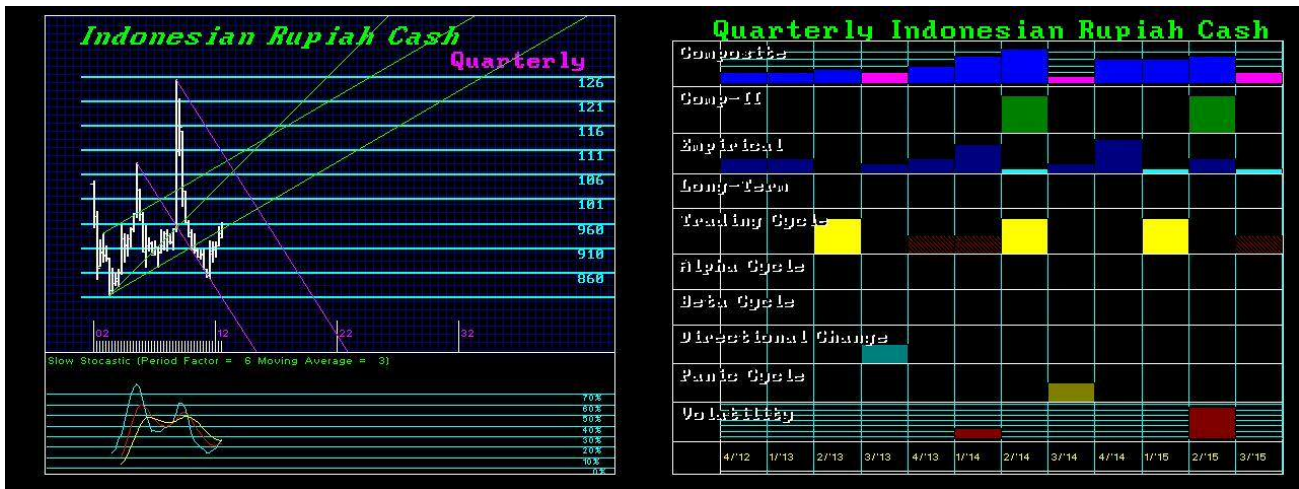 Indonesian Rupiah Cash
Quarterly
126
121
116
111
106
101
960
910
860
02
12
22
32
Slow Stocastic (Period Factor = 6 Moving Average = 3)
70%
60%
50%
40%
30%
20%
10%
0%
Quarterly Indonesian Rupiah Cash
Composite
Comp-II
Empirical
Long-Term
Trading Cycle
Alpha Cycle
Beta Cycle
Directional Change
Panic Cycle
Volatility
4/'12 1/'13 2/'13 3/'13 4/'13 1/'14 2/'14 3/'14 4/'14 1/'15 2/'15 3/'15